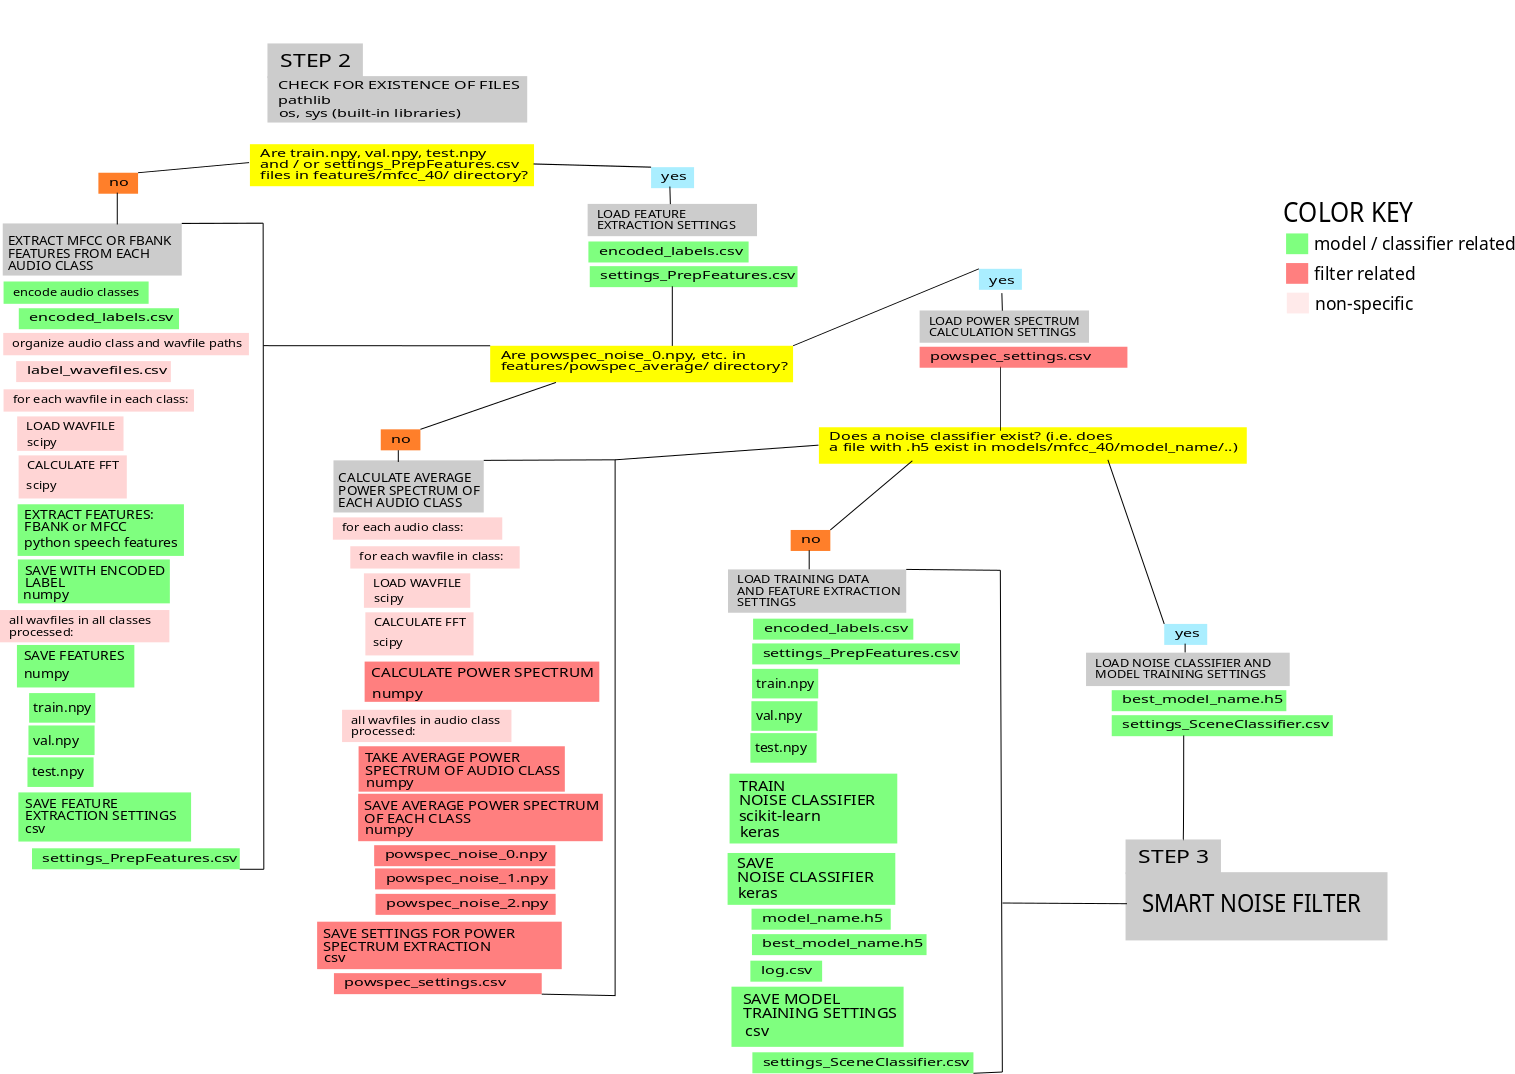 STEP 2
CHECK FOR EXISTENCE OF FILES
pathlib
os, sys (built-in libraries)
Are train.npy, val.npy, test.npy
and / or settings_PrepFeatures.csv
files in features/mfcc_40/ directory?
no
yes
EXTRACT MFCC OR FBANK
FEATURES FROM EACH
AUDIO CLASS
encode audio classes
encoded_labels.csv
organize audio class and wavfile paths
label_wavefiles.csv
for each wavfile in each class:
LOAD WAVFILE
scipy
CALCULATE FFT
scipy
EXTRACT FEATURES:
FBANK or MFCC
python speech features
SAVE WITH ENCODED
LABEL
numpy
all wavfiles in all classes
processed:
SAVE FEATURES
numpy
train.npy
val.npy
test.npy
SAVE FEATURE
EXTRACTION SETTINGS
csv
settings_PrepFeatures.csv
LOAD FEATURE
EXTRACTION SETTINGS
encoded_labels.csv
settings_PrepFeatures.csv
Are powspec_noise_0.npy, etc. in
features/powspec_average/ directory?
no
yes
CALCULATE AVERAGE
POWER SPECTRUM OF
EACH AUDIO CLASS
for each audio class:
for each wavfile in class:
LOAD WAVFILE
scipy
CALCULATE FFT
scipy
CALCULATE POWER SPECTRUM
numpy
all wavfiles in audio class
processed:
TAKE AVERAGE POWER
SPECTRUM OF AUDIO CLASS
numpy
SAVE AVERAGE POWER SPECTRUM
OF EACH CLASS
numpy
powspec_noise_0.npy
powspec_noise_1.npy
powspec_noise_2.npy
SAVE SETTINGS FOR POWER
SPECTRUM EXTRACTION
csv
powspec_settings.csv
LOAD POWER SPECTRUM
CALCULATION SETTINGS
powspec_settings.csv
Does a noise classifier exist? (i.e. does
a file with .h5 exist in models/mfcc_40/model_name/..)
no
yes
LOAD TRAINING DATA
AND FEATURE EXTRACTION
SETTINGS
encoded_labels.csv
settings_PrepFeatures.csv
train.npy
val.npy
test.npy
TRAIN
NOISE CLASSIFIER
scikit-learn
keras
SAVE
NOISE CLASSIFIER
keras
model_name.h5
best_model_name.h5
log.csv
SAVE MODEL
TRAINING SETTINGS
csv
settings_SceneClassifier.csv
LOAD NOISE CLASSIFIER AND
MODEL TRAINING SETTINGS
best_model_name.h5
settings_SceneClassifier.csv
STEP 3
SMART NOISE FILTER
COLOR KEY
model / classifier related
filter related
non-specific